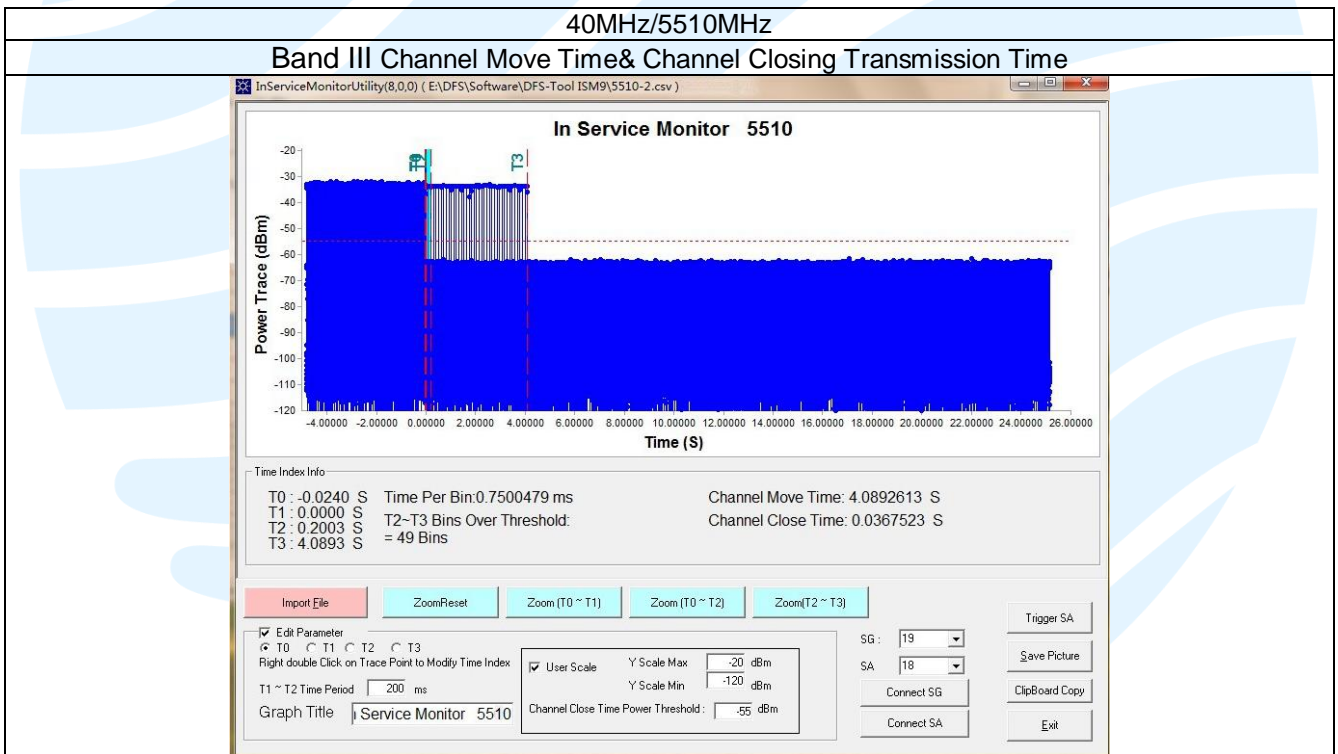 40MHz/5510MHz
Band III Channel Move Time& Channel Closing Transmission Time
InServiceMonitorUtility(8,0,0) ( E:\DFS\Software\DFS-Tool ISM9\5510-2.csv )
In Service Monitor 5510
T2
T3
Power Trace (dBm)
-20
-30
-40
-50
-60
-70
-80
-90
-100
-110
-120
-4.00000 -2.00000 0.00000 2.00000 4.00000 6.00000 8.00000 10.00000 12.00000 14.00000 16.00000 18.00000 20.00000 22.00000 24.00000 26.00000
Time (S)
Time Index Info
T0 : -0.0240 S
T1 : 0.0000 S
T2 : 0.2003 S
T3 : 4.0893 S
Time Per Bin:0.7500479 ms
T2~T3 Bins Over Threshold:
= 49 Bins
Channel Move Time: 4.0892613 S
Channel Close Time: 0.0367523 S
Import File
ZoomReset
Zoom (T0 ~ T1)
Zoom (T0 ~ T2)
Zoom(T2 ~ T3)
Edit Parameter
T0 T1 T2 T3
Right double Click on Trace Point to Modify Time Index
T1 ~ T2 Time Period 200 ms
Graph Title Service Monitor 5510
User Scale
Y Scale Max -20 dBm
Y Scale Min -120 dBm
Channel Close Time Power Threshold : -55 dBm
SG : 19
SA 18
Connect SG
Connect SA
Trigger SA
Save Picture
ClipBoard Copy
Exit